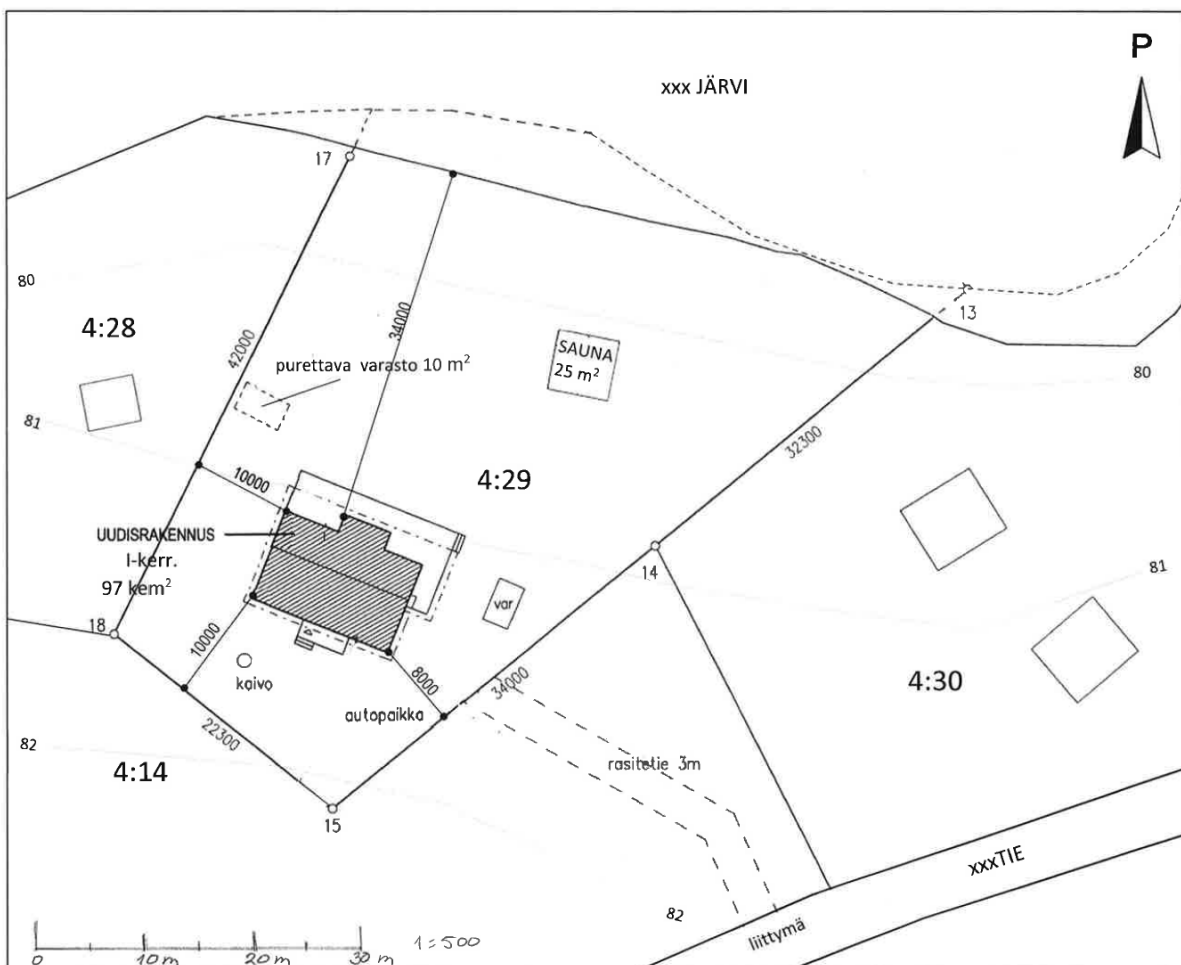 P
xxx JÄRVI
17
80
13
4:28
42000
34000
purettava varasto 10 m²
SAUNA
25 m²
80
81
10000
4:29
32300
UUDISRAKENNUS
I-kerr.
97 kem²
14
81
var
18
10000
kaivo
8000
34000
4:30
autopaikka
22300
82
4:14
rasitetie 3m
15
xxxTIE
82
liittymä
1:500
0 10 m 20 m 30 m